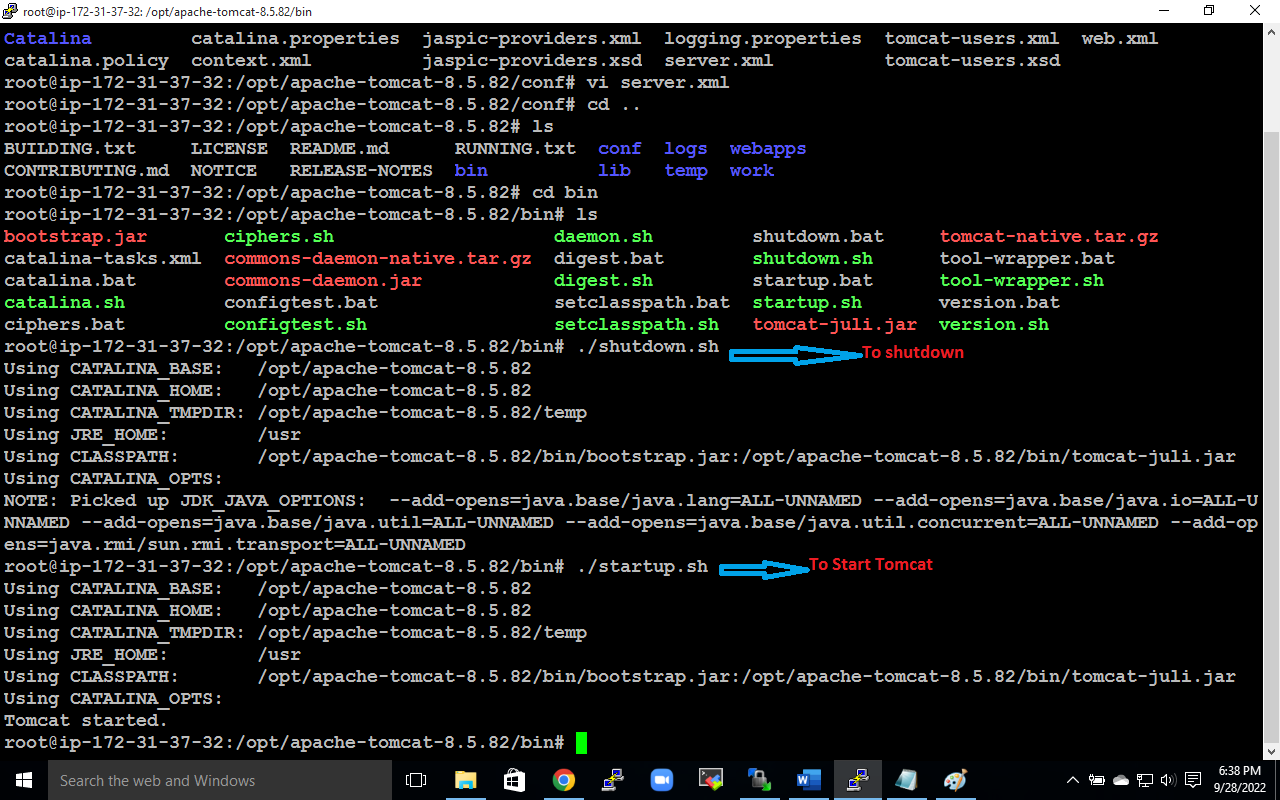 root@ip-172-31-37-32: /opt/apache-tomcat-8.5.82/bin
Catalina catalina.properties jaspic-providers.xml logging.properties tomcat-users.xml web.xml
catalina.policy context.xml jaspic-providers.xsd server.xml tomcat-users.xsd
root@ip-172-31-37-32:/opt/apache-tomcat-8.5.82/conf# vi server.xml
root@ip-172-31-37-32:/opt/apache-tomcat-8.5.82/conf# cd ..
root@ip-172-31-37-32:/opt/apache-tomcat-8.5.82# ls
BUILDING.txt LICENSE README.md RUNNING.txt conf logs webapps
CONTRIBUTING.md NOTICE RELEASE-NOTES bin lib temp work
root@ip-172-31-37-32:/opt/apache-tomcat-8.5.82# cd bin
root@ip-172-31-37-32:/opt/apache-tomcat-8.5.82/bin# ls
bootstrap.jar ciphers.sh daemon.sh shutdown.bat tomcat-native.tar.gz
catalina-tasks.xml commons-daemon-native.tar.gz digest.bat shutdown.sh tool-wrapper.bat
catalina.bat commons-daemon.jar digest.sh startup.bat tool-wrapper.sh
catalina.sh configtest.bat setclasspath.bat startup.sh version.bat
ciphers.bat configtest.sh setclasspath.sh tomcat-juli.jar version.sh
root@ip-172-31-37-32:/opt/apache-tomcat-8.5.82/bin# ./shutdown.sh To shutdown
Using CATALINA_BASE: /opt/apache-tomcat-8.5.82
Using CATALINA_HOME: /opt/apache-tomcat-8.5.82
Using CATALINA_TMPDIR: /opt/apache-tomcat-8.5.82/temp
Using JRE_HOME: /usr
Using CLASSPATH: /opt/apache-tomcat-8.5.82/bin/bootstrap.jar:/opt/apache-tomcat-8.5.82/bin/tomcat-juli.jar
Using CATALINA_OPTS:
NOTE: Picked up JDK_JAVA_OPTIONS: --add-opens=java.base/java.lang=ALL-UNNAMED --add-opens=java.base/java.io=ALL-U
NNAMED --add-opens=java.base/java.util=ALL-UNNAMED --add-opens=java.base/java.util.concurrent=ALL-UNNAMED --add-op
ens=java.rmi/sun.rmi.transport=ALL-UNNAMED
root@ip-172-31-37-32:/opt/apache-tomcat-8.5.82/bin# ./startup.sh To Start Tomcat
Using CATALINA_BASE: /opt/apache-tomcat-8.5.82
Using CATALINA_HOME: /opt/apache-tomcat-8.5.82
Using CATALINA_TMPDIR: /opt/apache-tomcat-8.5.82/temp
Using JRE_HOME: /usr
Using CLASSPATH: /opt/apache-tomcat-8.5.82/bin/bootstrap.jar:/opt/apache-tomcat-8.5.82/bin/tomcat-juli.jar
Using CATALINA_OPTS:
Tomcat started.
root@ip-172-31-37-32:/opt/apache-tomcat-8.5.82/bin#
Search the web and Windows
6:38 PM
9/28/2022